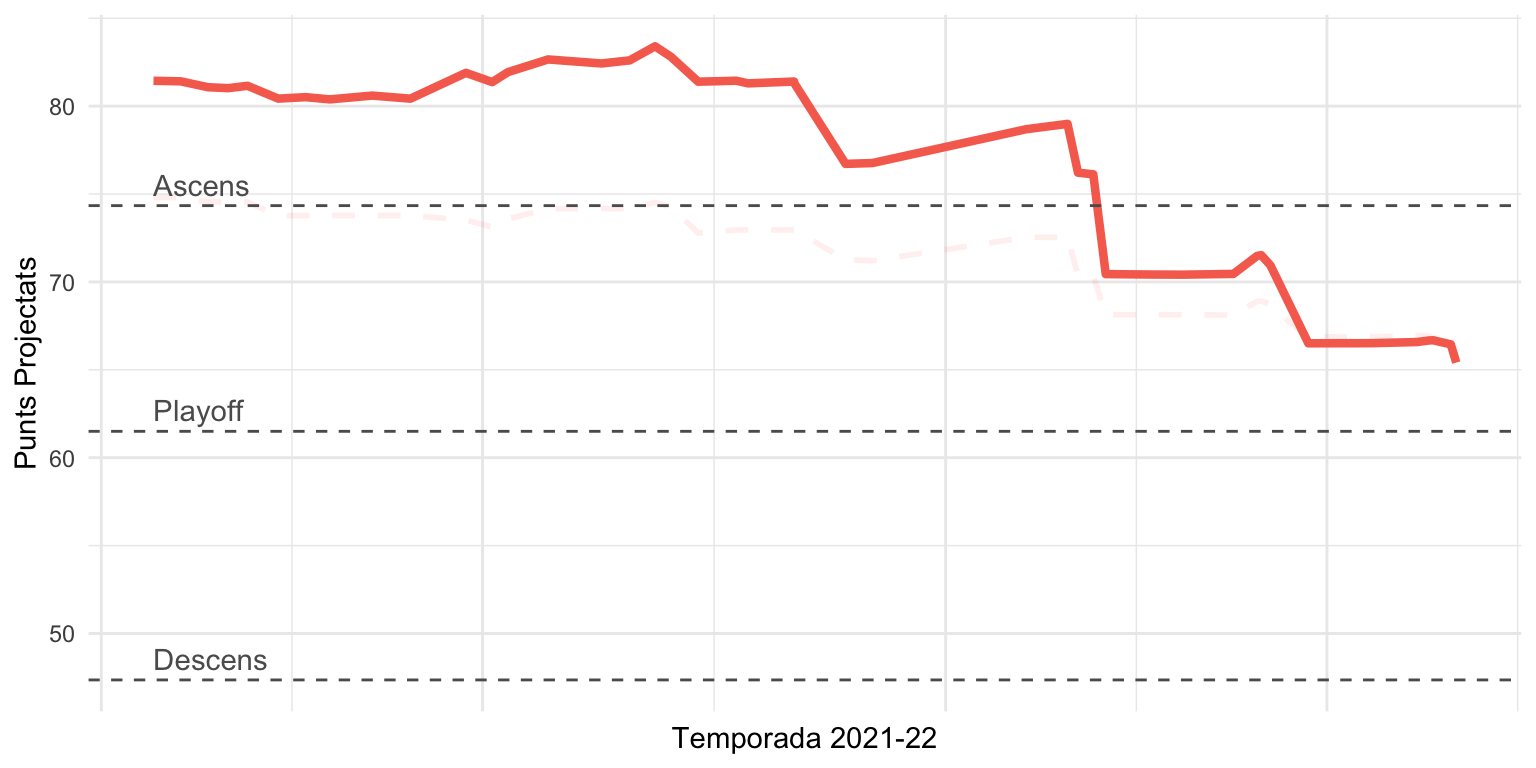 80
Ascens
70
Playoff
60
50
Descens
Punts Projectats
Temporada 2021-22